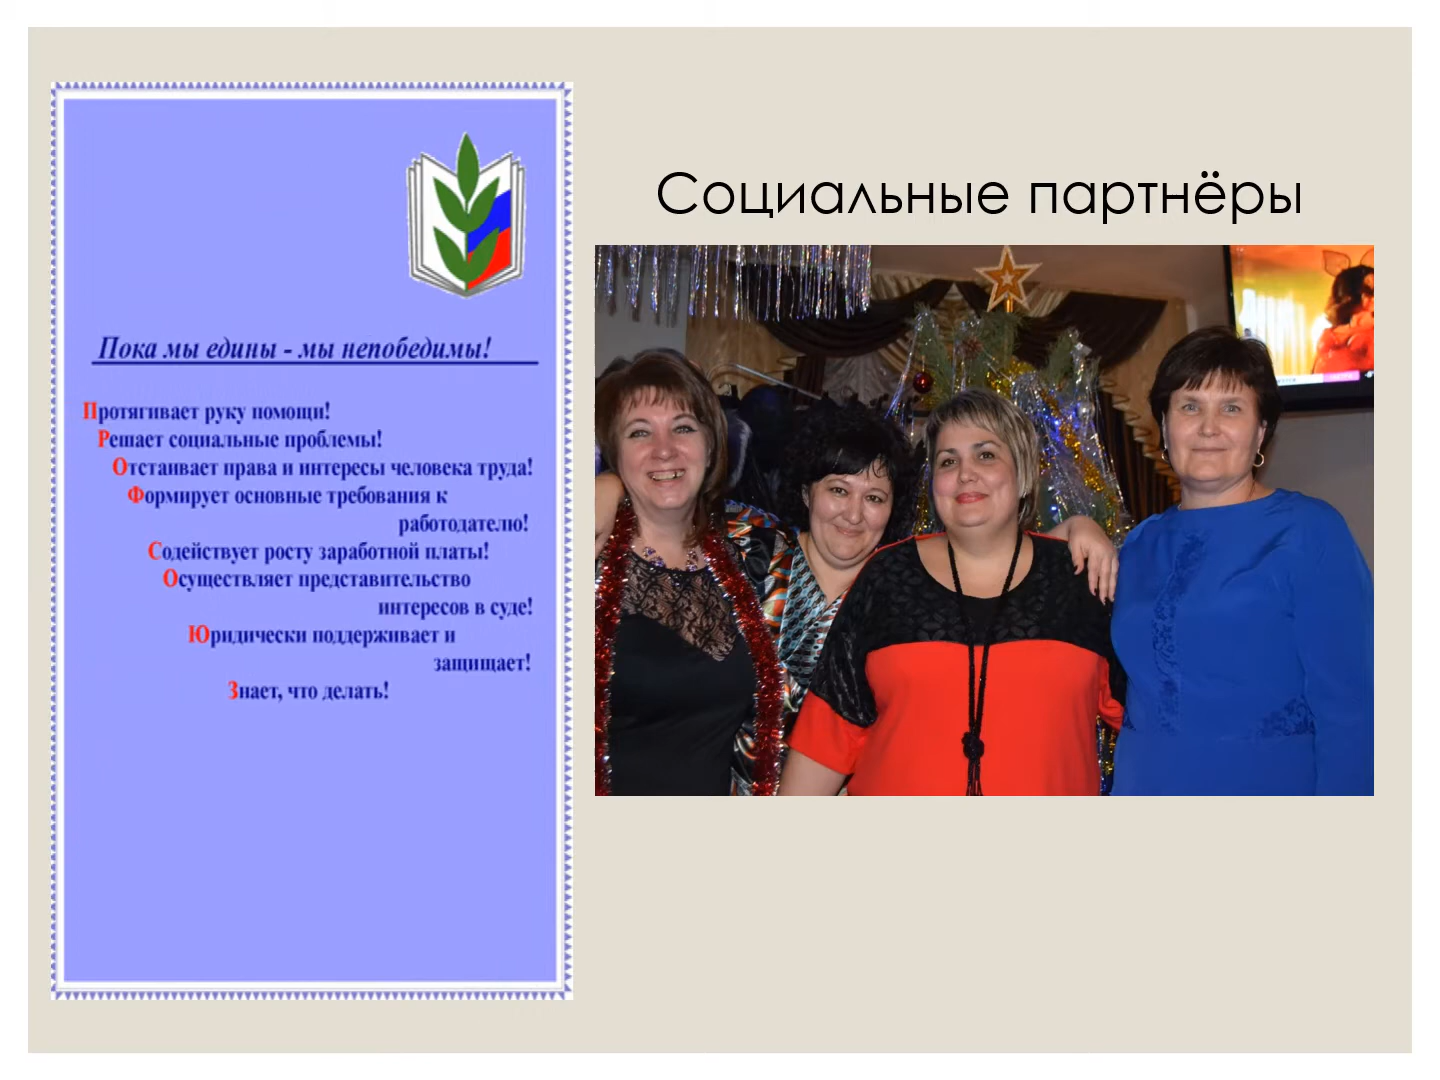 Пока мы едины - мы непобедимы!
Протягивает руку помощи!
Решает социальные проблемы!
Отстаивает права и интересы человека труда!
Формирует основные требования к
работодателю!
Содействует росту заработной платы!
Осуществляет представительство
интересов в суде!
Юридически поддерживает и
защищает!
Знает, что делать!
Социальные партнёры